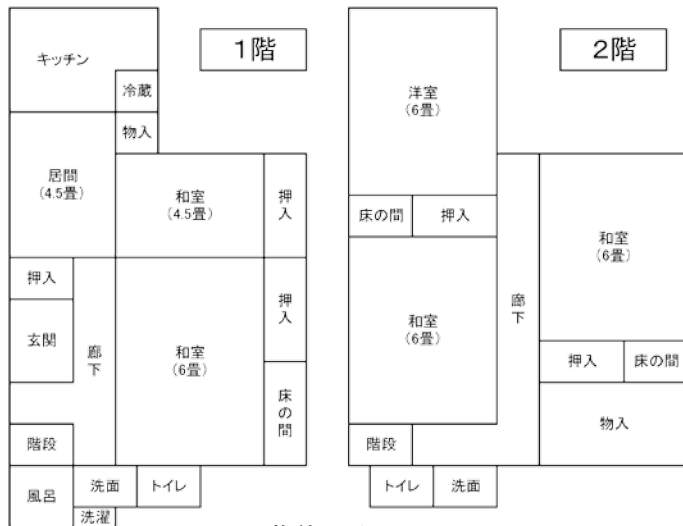 1階
キッチン
冷蔵
物入
居間
(4.5畳)
和室
(4.5畳)
押入
押入
玄関
廊下
和室
(6畳)
押入
床の間
階段
風呂
洗面
トイレ
洗濯
2階
洋室
(6畳)
床の間
押入
和室
(6畳)
廊下
和室
(6畳)
押入
床の間
物入
階段
トイレ
洗面